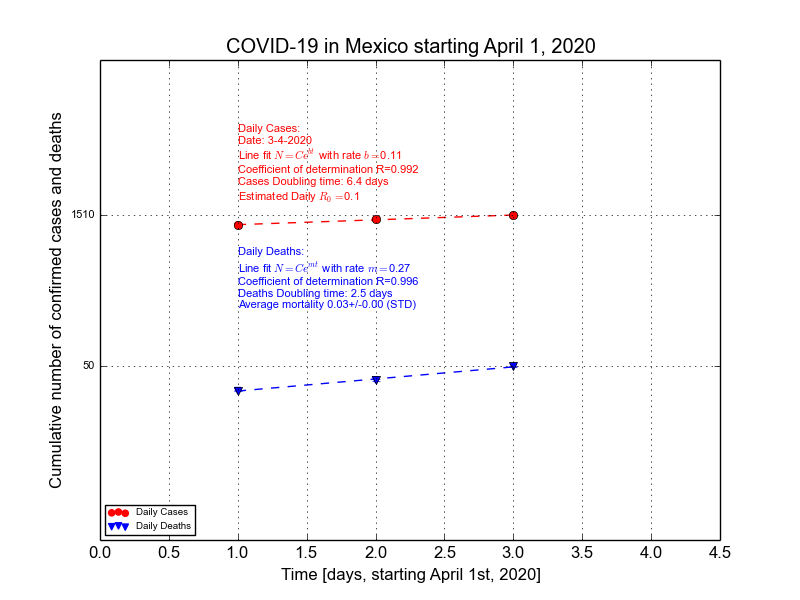 COVID-19 in Mexico starting April 1, 2020
Cumulative number of confirmed cases and deaths
Daily Cases:
Date: 3-4-2020
Line fit N = Ce^{bt} with rate b =0.11
Coefficient of determination R=0.992
Cases Doubling time: 6.4 days
Estimated Daily R_0 =0.1
1510
Daily Deaths:
Line fit N = Ce^{mt} with rate m =0.27
Coefficient of determination R=0.996
Deaths Doubling time: 2.5 days
Average mortality 0.03+/-0.00 (STD)
50
Daily Cases
Daily Deaths
0.0 0.5 1.0 1.5 2.0 2.5 3.0 3.5 4.0 4.5
Time [days, starting April 1st, 2020]